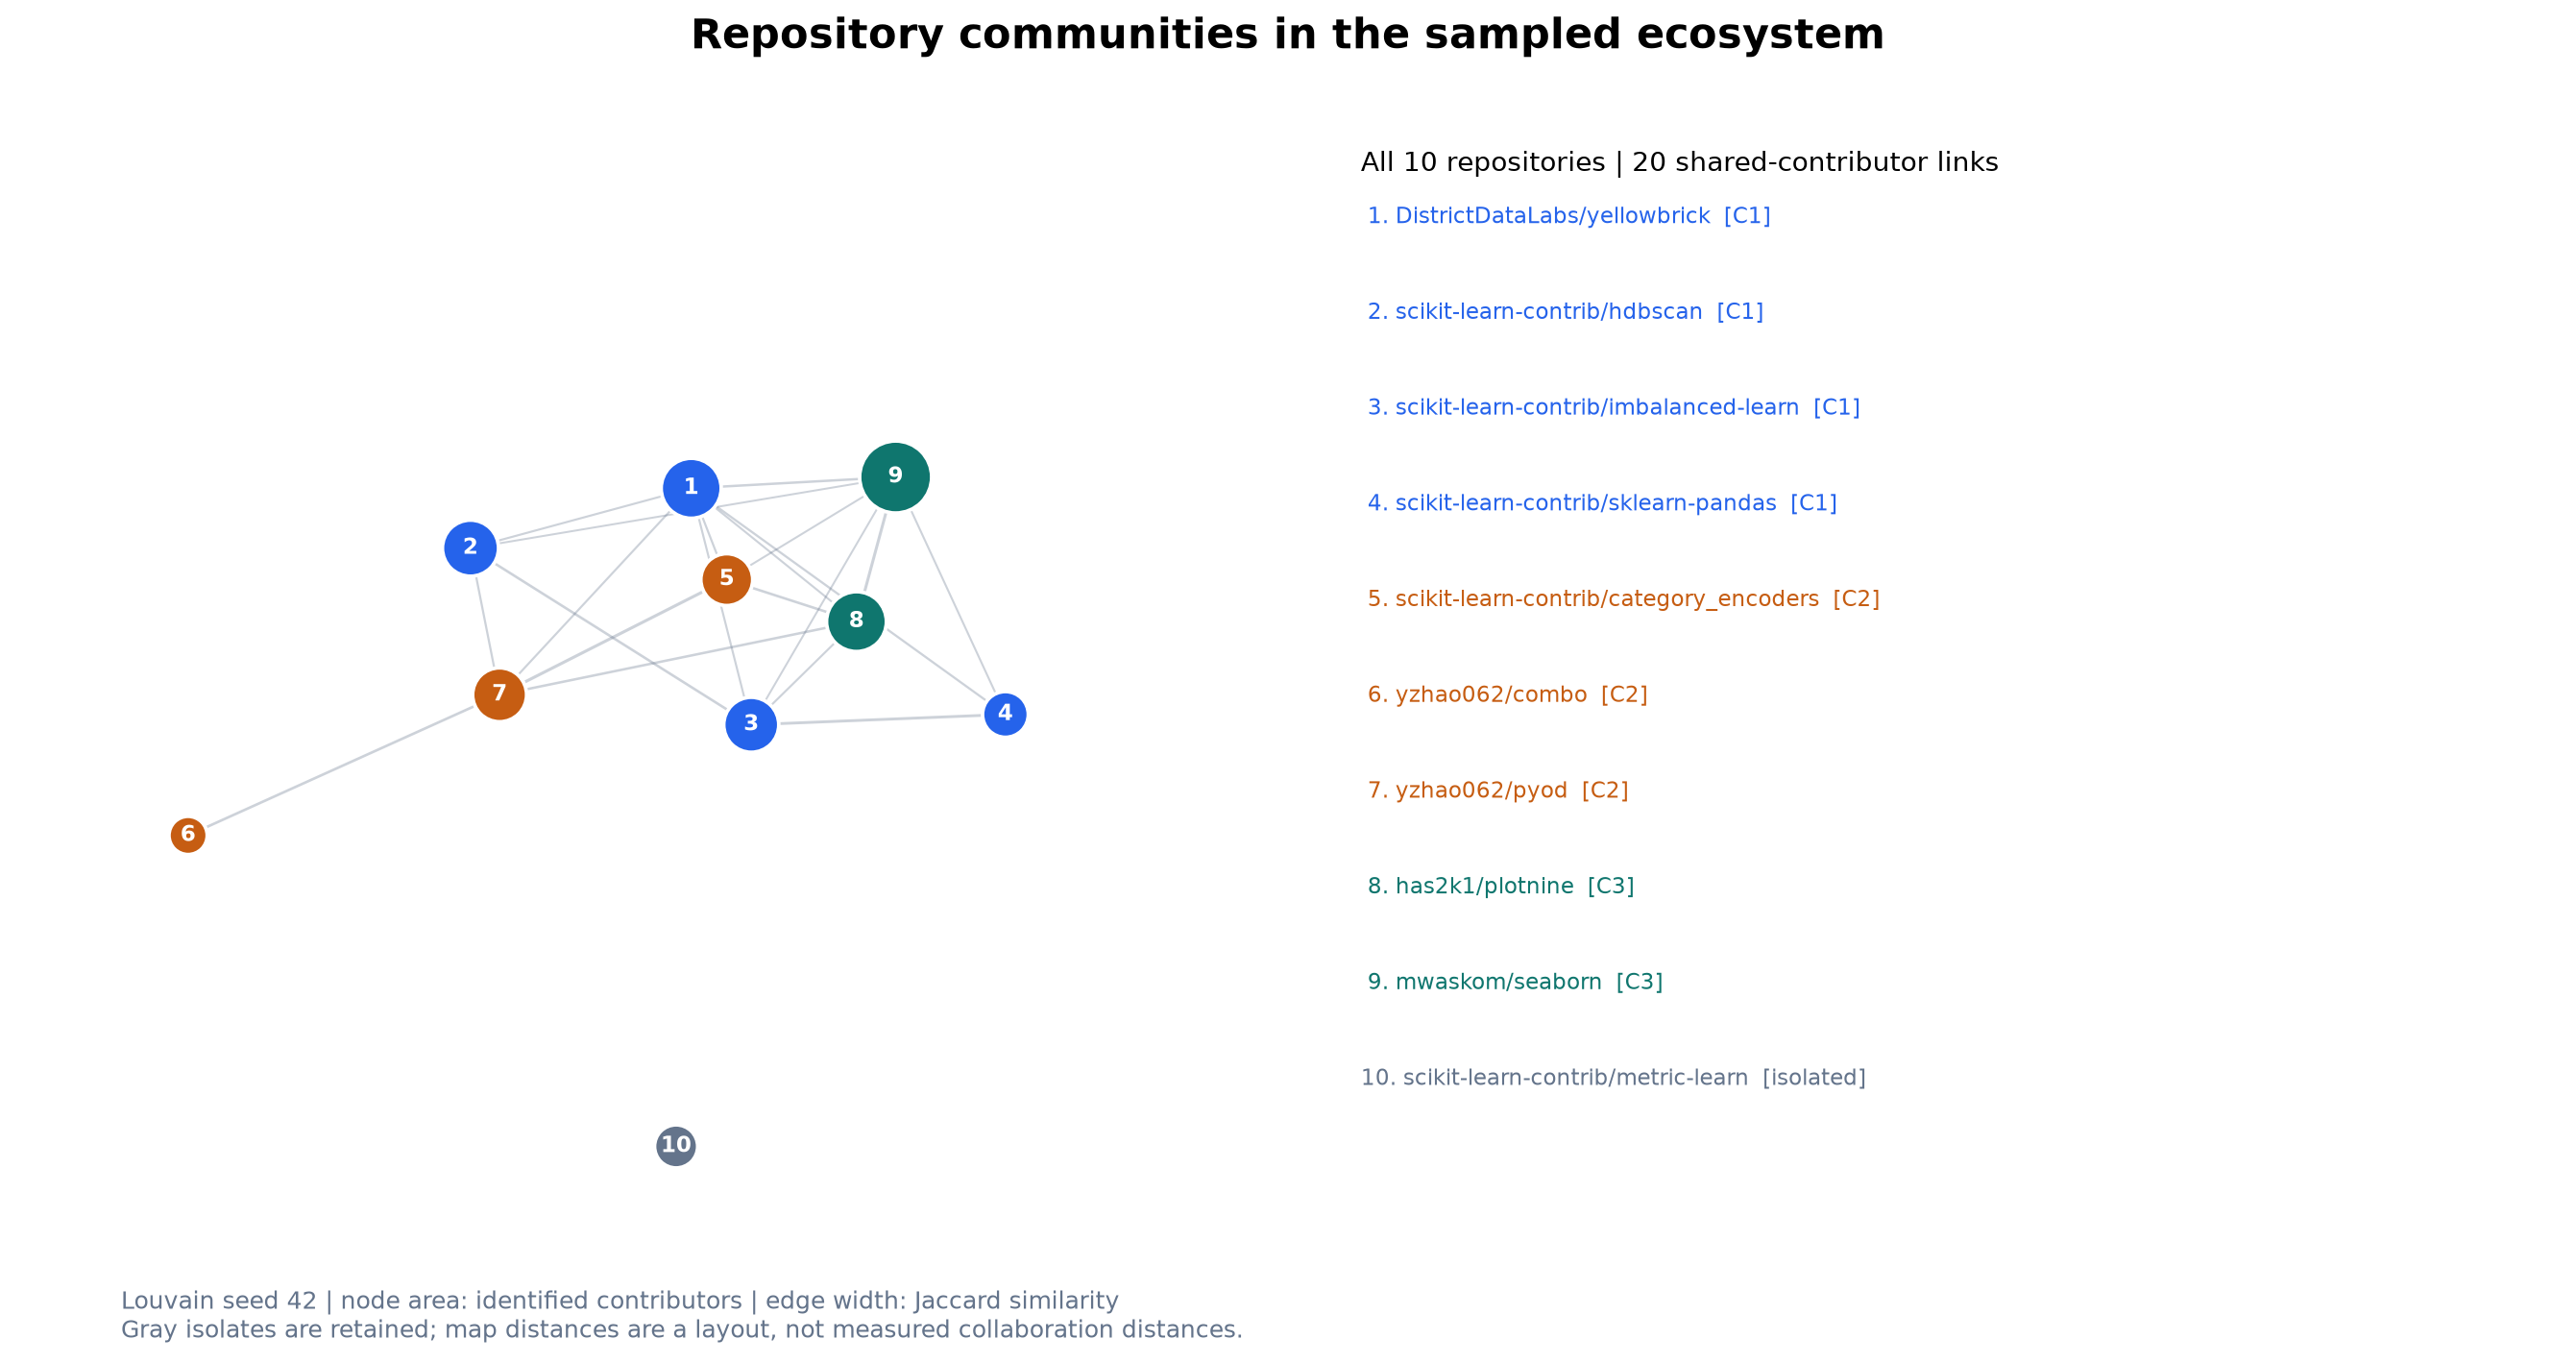 Repository communities in the sampled ecosystem
All 10 repositories | 20 shared-contributor links
1. DistrictDataLabs/yellowbrick [C1]
2. scikit-learn-contrib/hdbscan [C1]
3. scikit-learn-contrib/imbalanced-learn [C1]
4. scikit-learn-contrib/sklearn-pandas [C1]
5. scikit-learn-contrib/category_encoders [C2]
6. yzhao062/combo [C2]
7. yzhao062/pyod [C2]
8. has2k1/plotnine [C3]
9. mwaskom/seaborn [C3]
10. scikit-learn-contrib/metric-learn [isolated]
1
9
2
5
8
7
3
4
6
10
Louvain seed 42 | node area: identified contributors | edge width: Jaccard similarity
Gray isolates are retained; map distances are a layout, not measured collaboration distances.